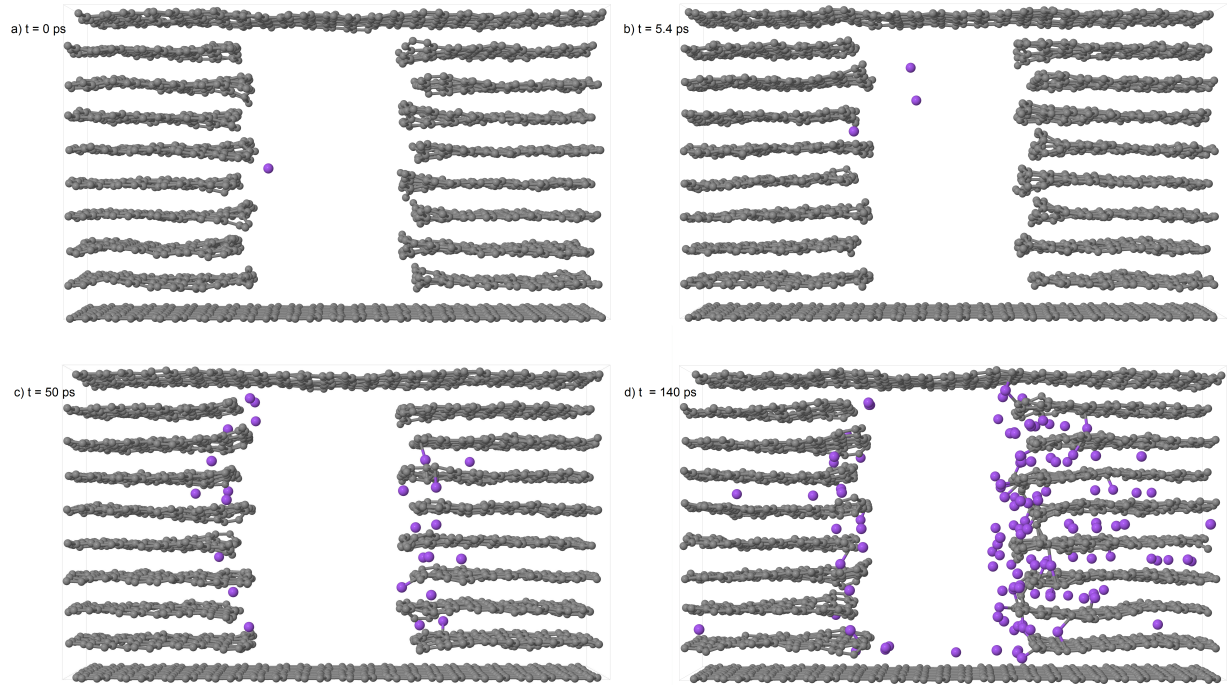 a) t = 0 ps
b) t = 5.4 ps
c) t = 50 ps
d) t = 140 ps